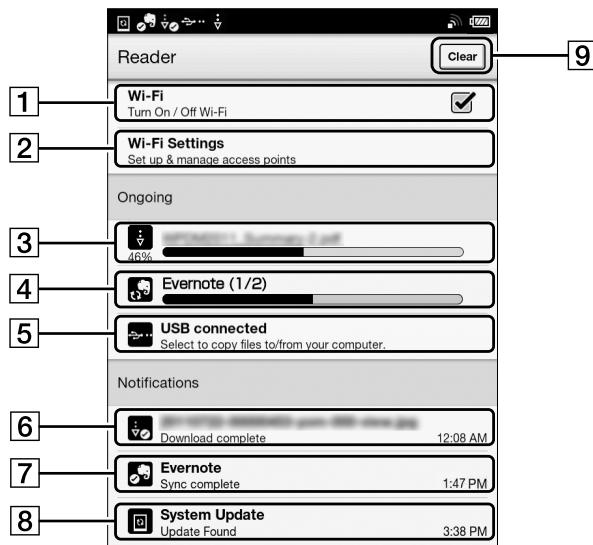 Reader
Clear
9
1
Wi-Fi
Turn On / Off Wi-Fi
2
Wi-Fi Settings
Set up & manage access points
Ongoing
3
46%
4
Evernote (1/2)
5
USB connected
Select to copy files to/from your computer.
Notifications
6
Download complete
12:08 AM
7
Evernote
Sync complete
1:47 PM
8
System Update
Update Found
3:38 PM